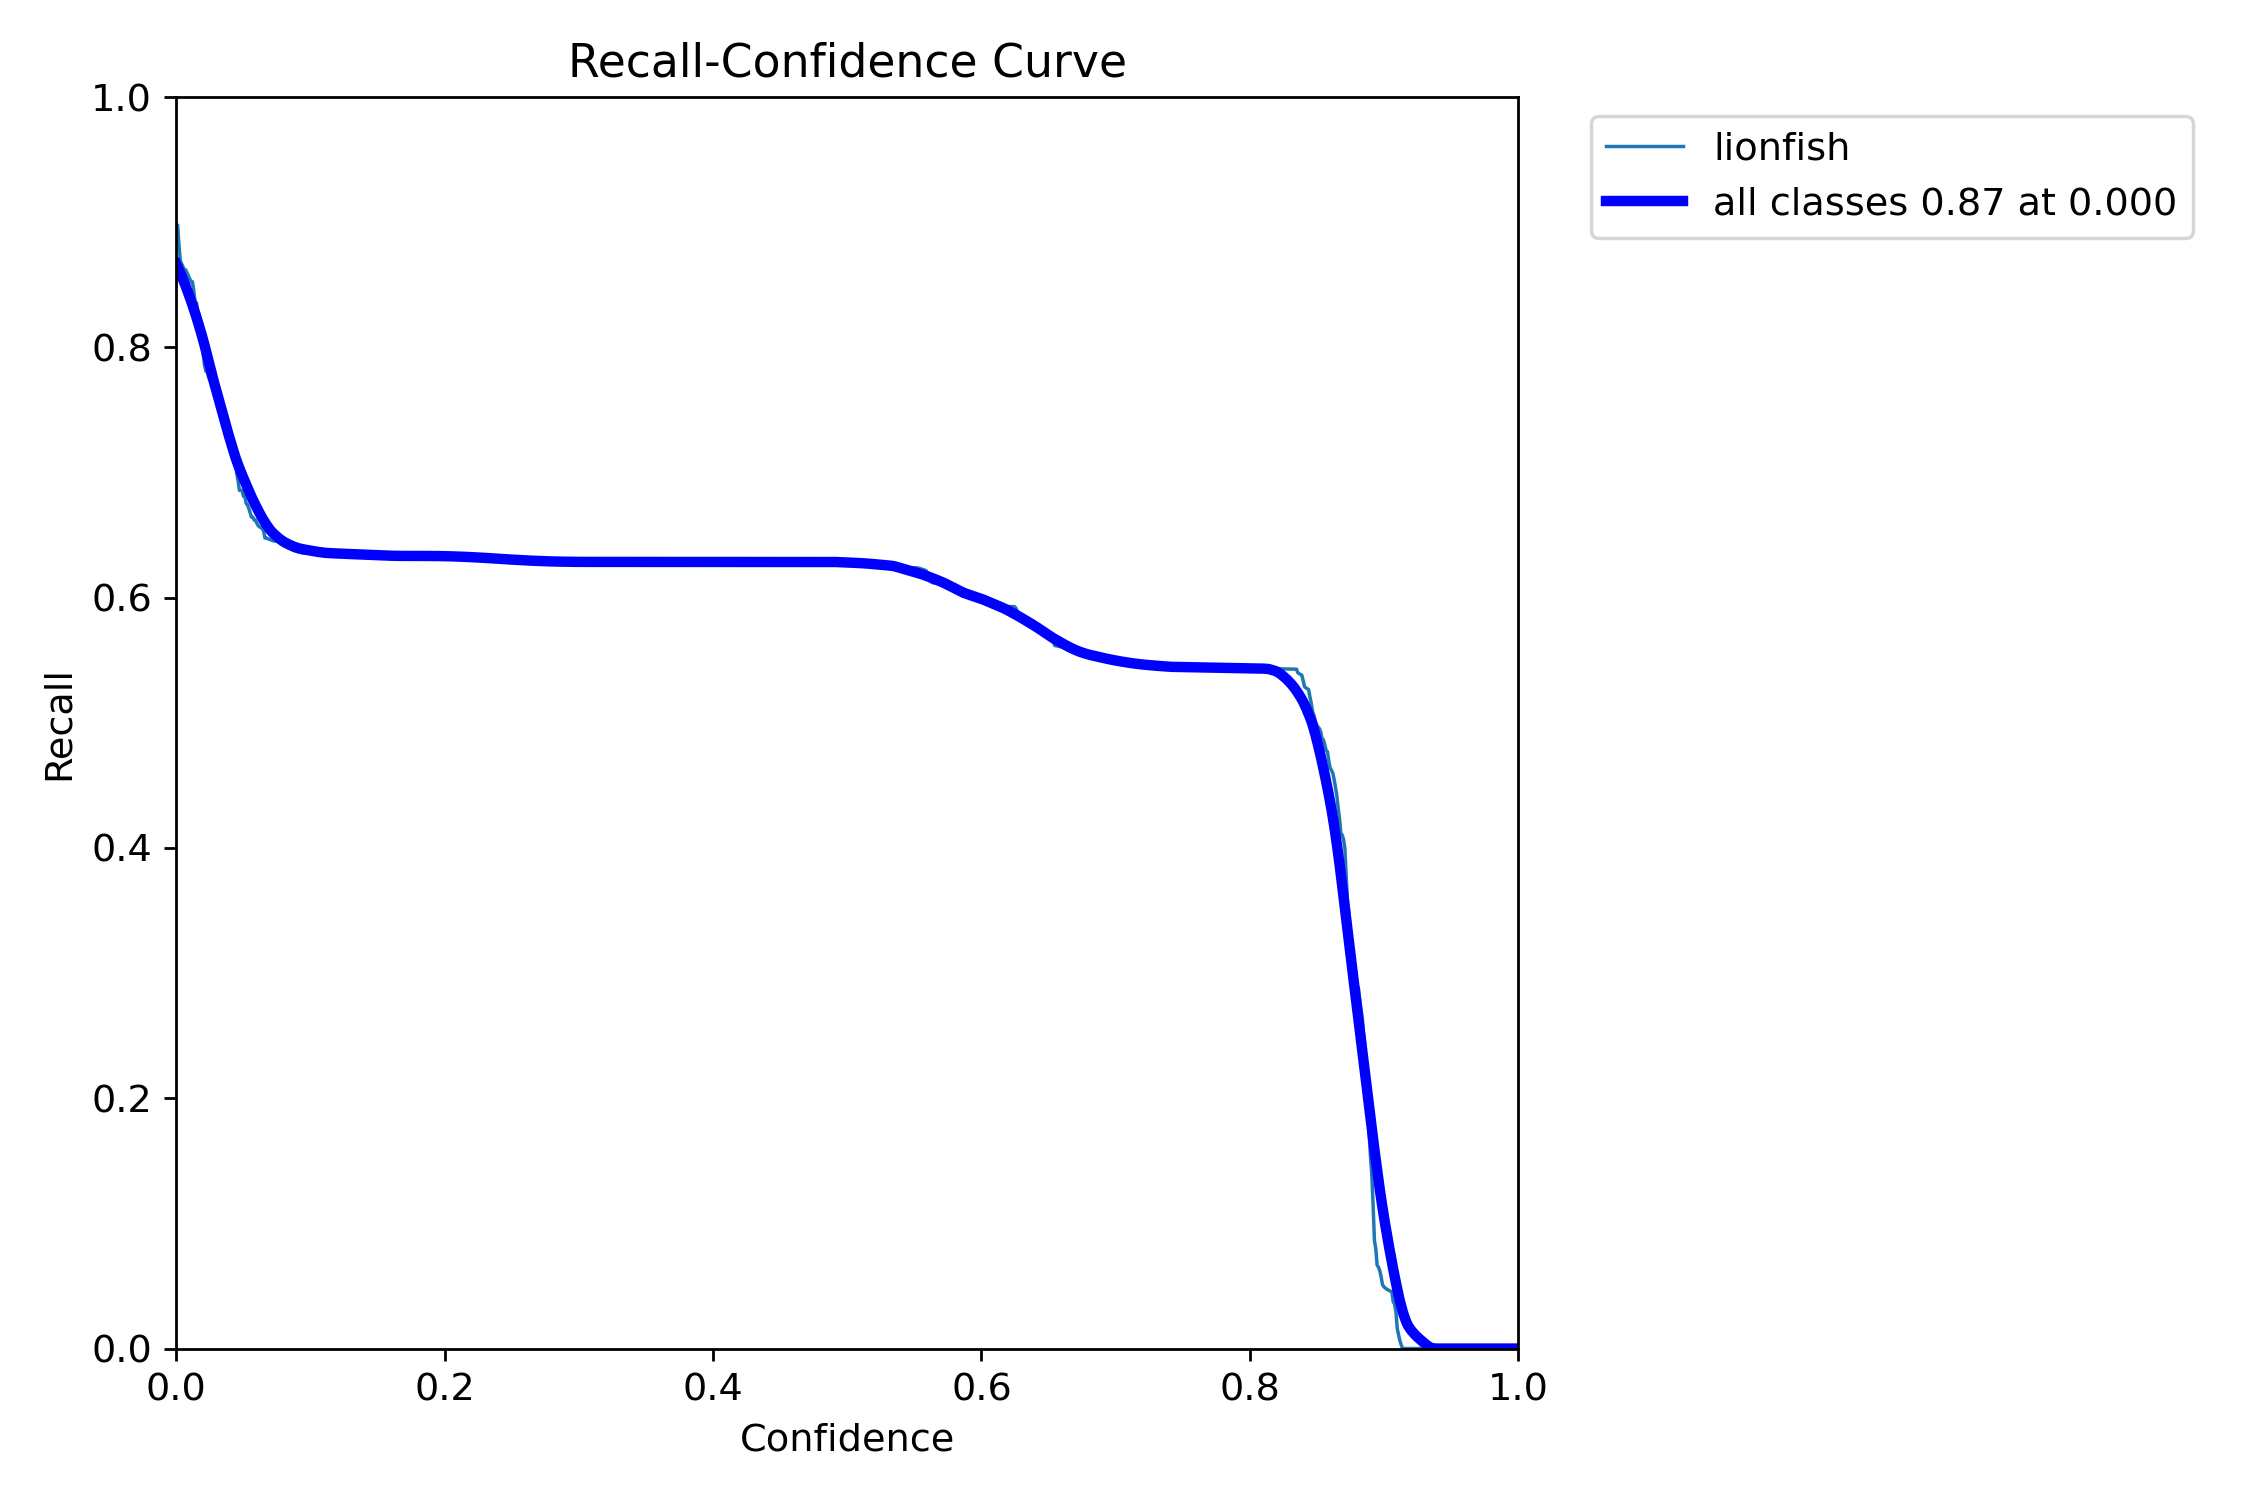 Recall-Confidence Curve
1.0
0.8
0.6
0.4
0.2
0.0
Recall
0.0 0.2 0.4 0.6 0.8 1.0
Confidence
lionfish
all classes 0.87 at 0.000